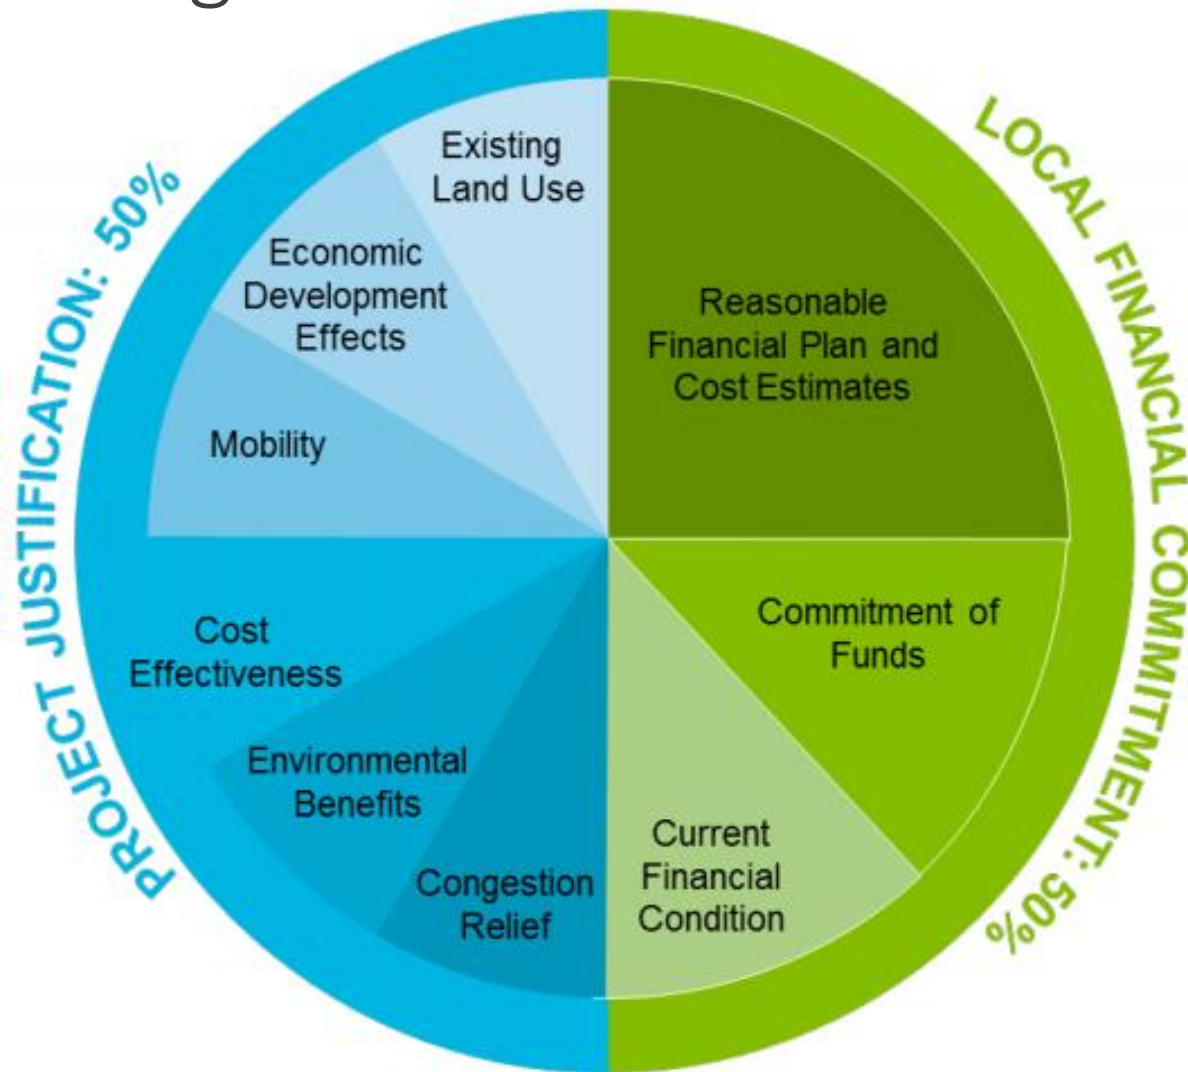 PROJECT JUSTIFICATION: 50%
LOCAL FINANCIAL COMMITMENT: 50%
Existing
Land Use
Economic
Development
Effects
Mobility
Cost
Effectiveness
Environmental
Benefits
Congestion
Relief
Reasonable
Financial Plan and
Cost Estimates
Commitment of
Funds
Current
Financial
Condition